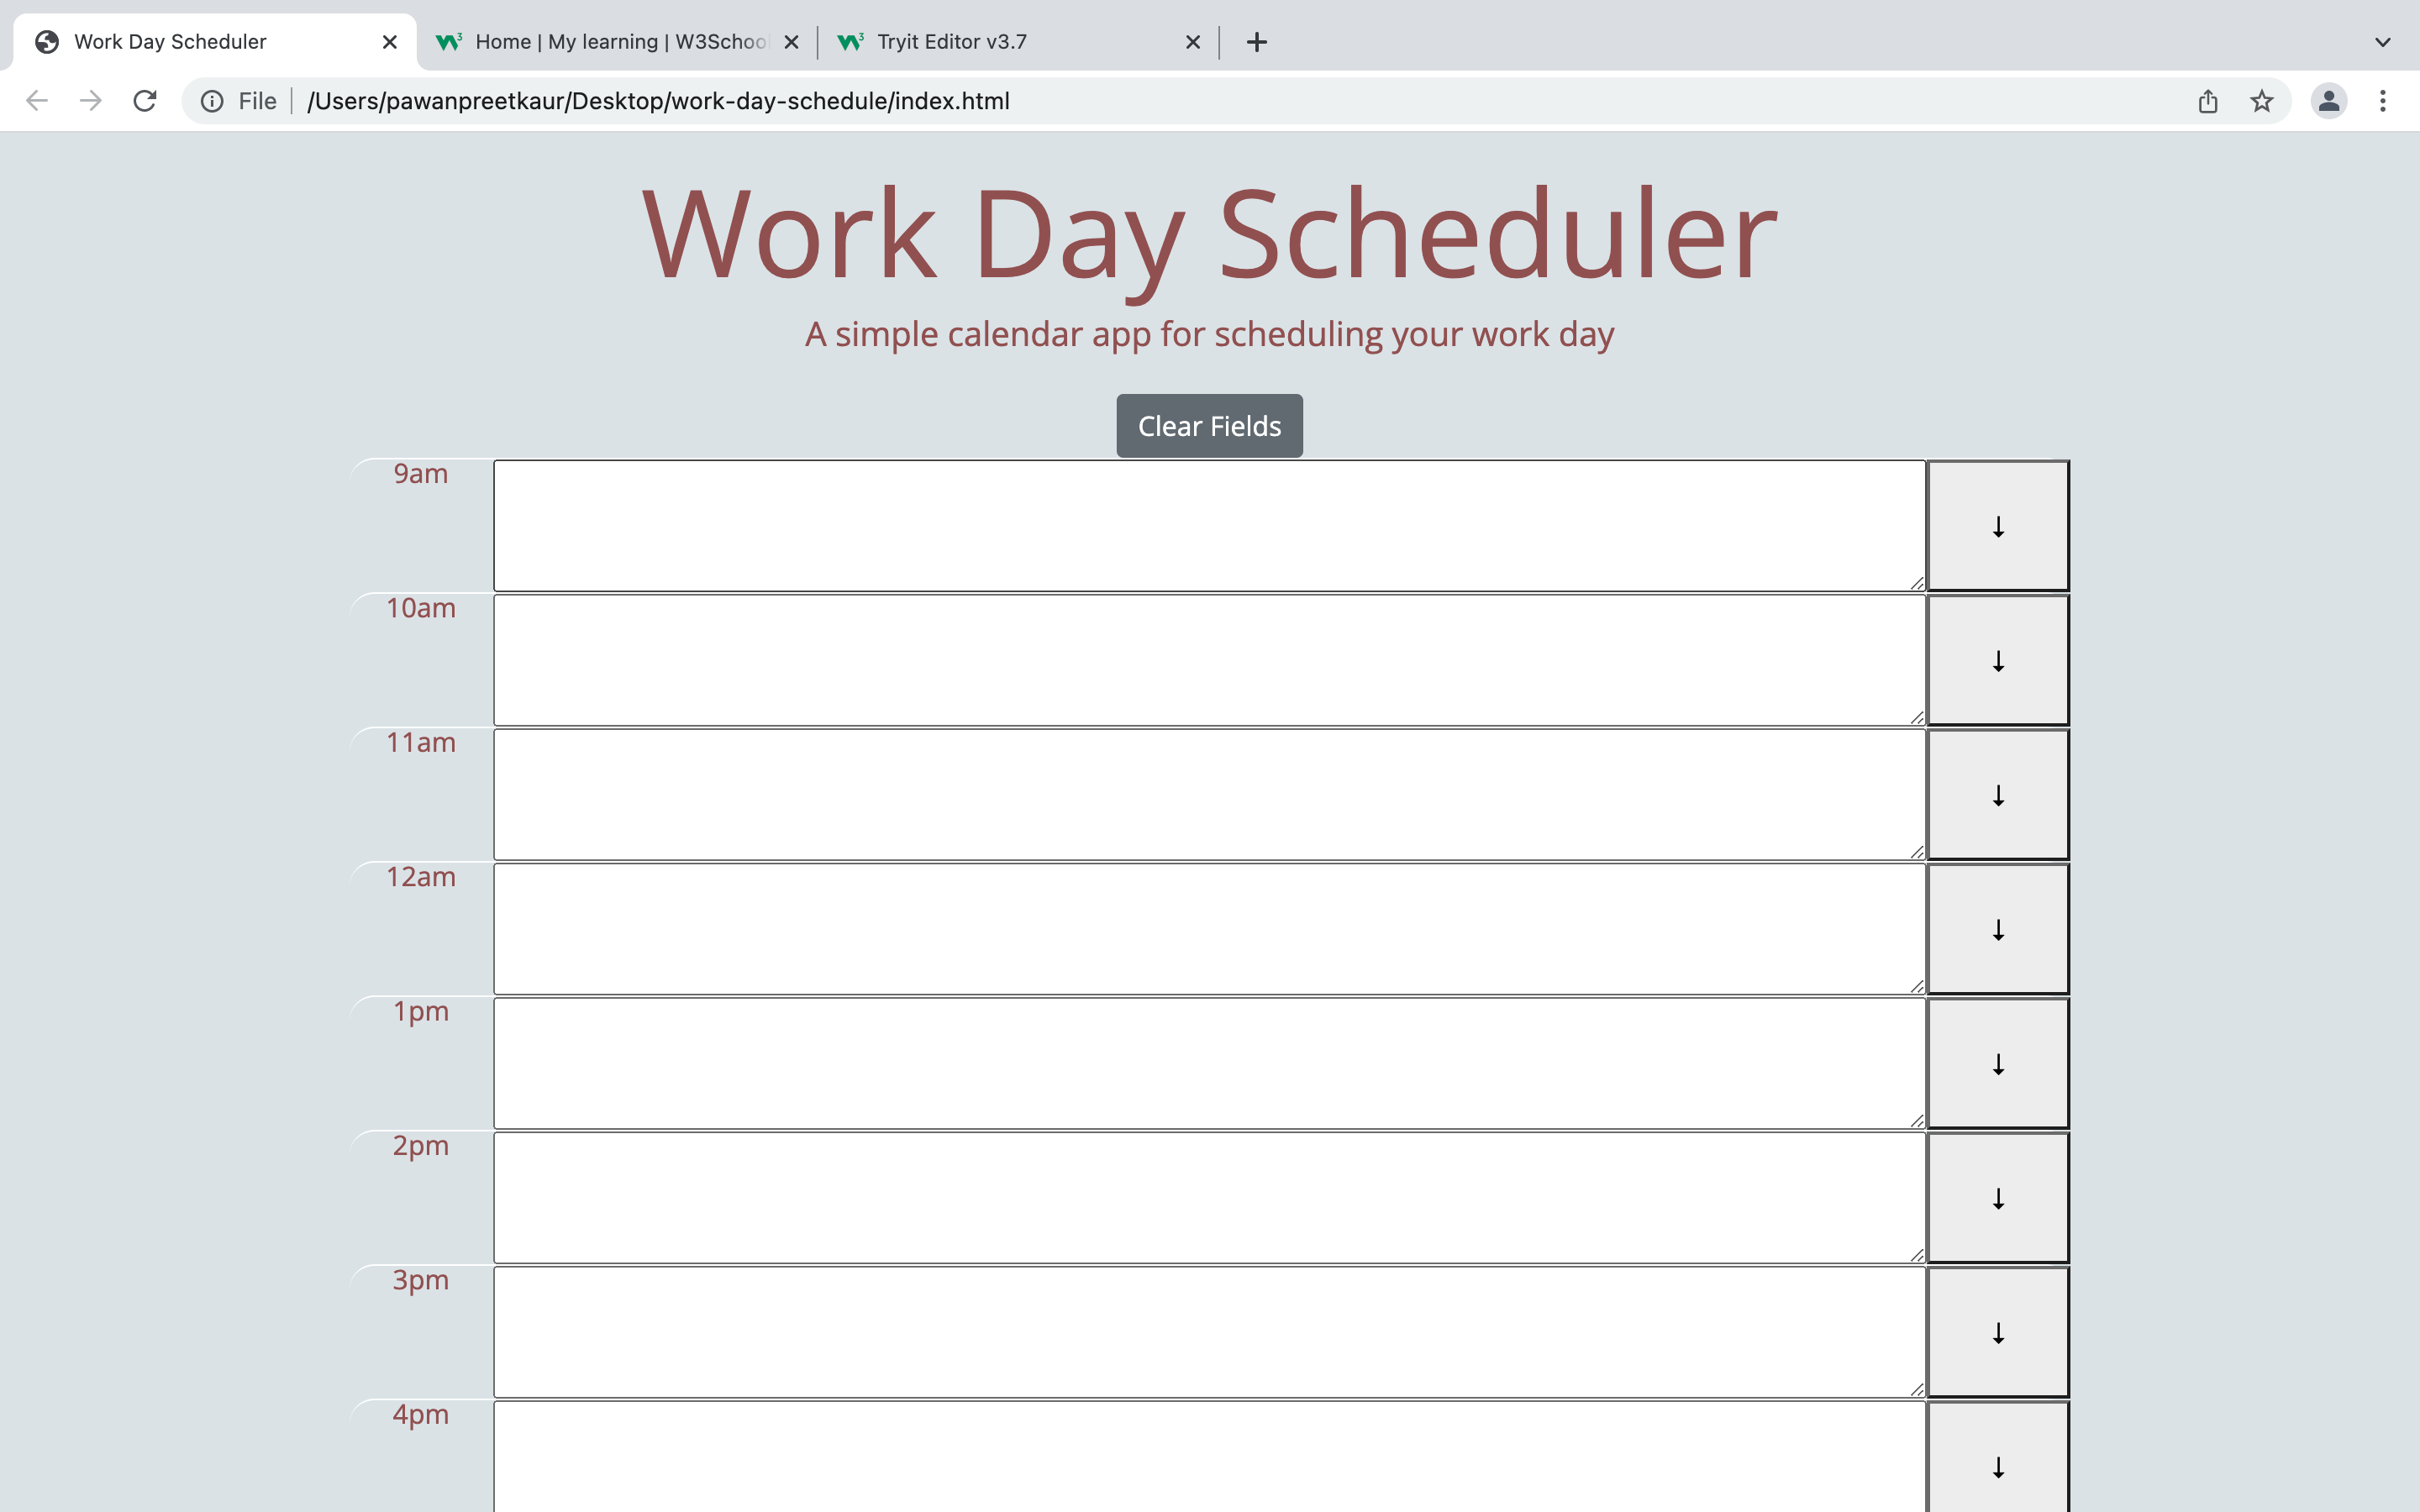 Work Day Scheduler
Home | My learning | W3School
Tryit Editor v3.7
File | /Users/pawanpreetkaur/Desktop/work-day-schedule/index.html
Work Day Scheduler
A simple calendar app for scheduling your work day
Clear Fields
9am ↓
10am ↓
11am ↓
12am ↓
1pm ↓
2pm ↓
3pm ↓
4pm ↓